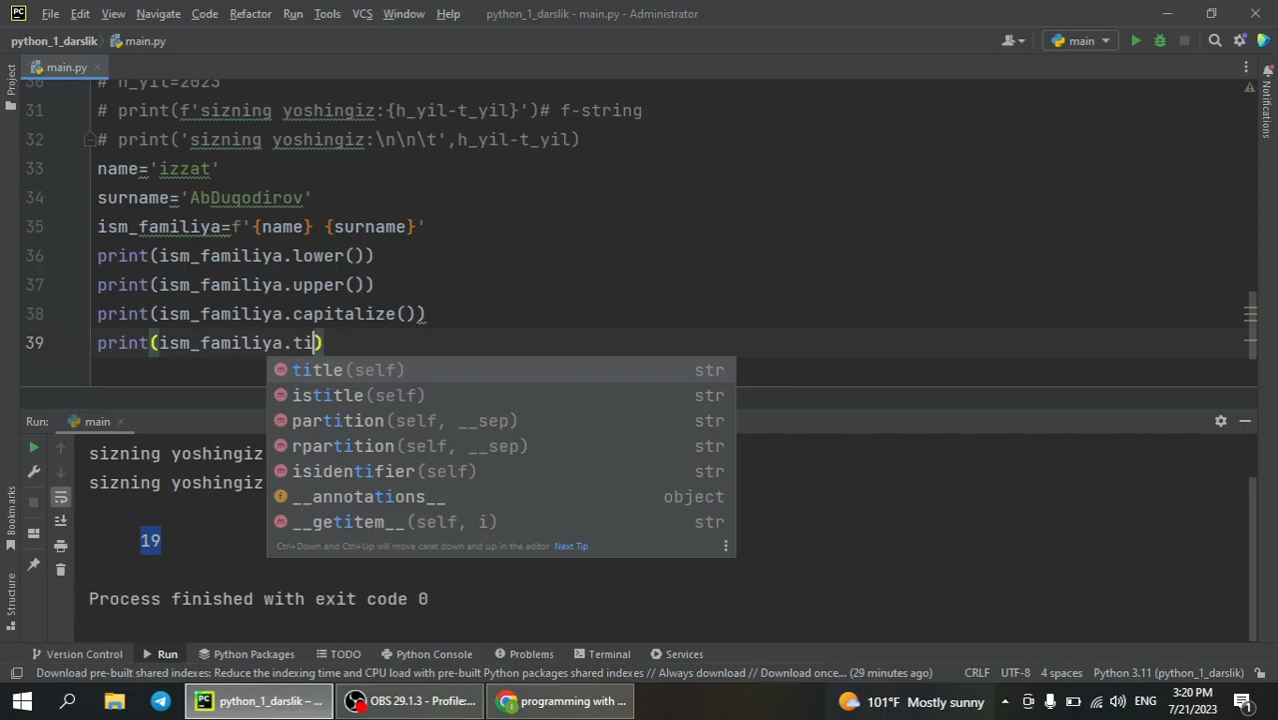 PC File Edit View Navigate Code Refactor Run Tools VCS Window Help python_1_darslik - main.py - Administrator
python_1_darslik main.py main
Project
main.py
Notifications
30 # h_yil=2023
31 # print(f'sizning yoshingiz:{h_yil-t_yil}')# f-string
32 # print('sizning yoshingiz:\n\n\t',h_yil-t_yil)
33 name='izzat'
34 surname='AbDuqodirov'
35 ism_familiya=f'{name} {surname}'
36 print(ism_familiya.lower())
37 print(ism_familiya.upper())
38 print(ism_familiya.capitalize())
39 print(ism_familiya.ti)
title(self) str
istitle(self) str
partition(self, __sep) str
rpartition(self, __sep) str
isidentifier(self) str
__annotations__ object
__getitem__(self, i) str
Ctrl+Down and Ctrl+Up will move caret down and up in the editor Next Tip
Run: main
sizning yoshingiz
sizning yoshingiz
19
Process finished with exit code 0
Bookmarks
Structure
Version Control Run Python Packages TODO Python Console Problems Terminal Services
Download pre-built shared indexes: Reduce the indexing time and CPU load with pre-built Python packages shared indexes // Always download // Download once... (29 minutes ago) CRLF UTF-8 4 spaces Python 3.11 (python_1_darslik)
python_1_darslik – ... OBS 29.1.3 - Profile:... programming with ... 101°F Mostly sunny ENG 3:20 PM 7/21/2023 1